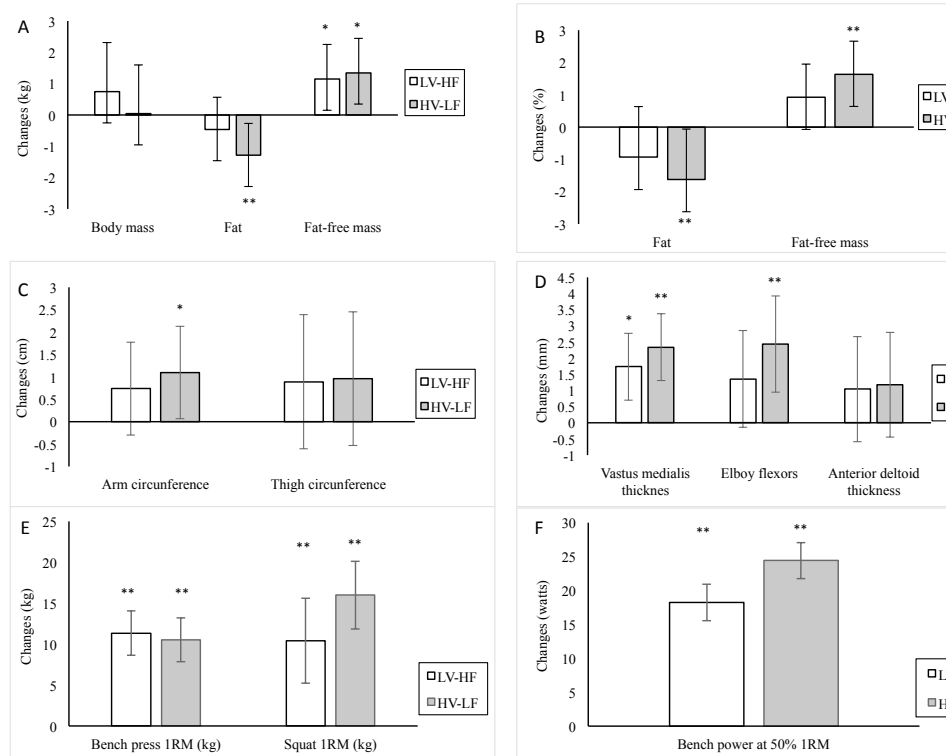 A
Changes (kg)
3
2
1
0
-1
-2
-3
*
*
**
Body mass
Fat
Fat-free mass
LV-HF
HV-LF
B
Changes (%)
3
2
1
0
-1
-2
-3
**
**
Fat
Fat-free mass
C
Changes (cm)
3
2.5
2
1.5
1
0.5
0
-0.5
-1
*
Arm circunference
Thigh circunference
LV-HF
HV-LF
D
Changes (mm)
4.5
4
3.5
3
2.5
2
1.5
1
0.5
0
-0.5
-1
*
**
**
Vastus medialis
thicknes
Elboy flexors
Anterior deltoid
thickness
E
Changes (kg)
25
20
15
10
5
0
**
**
**
**
Bench press 1RM (kg)
Squat 1RM (kg)
LV-HF
HV-LF
F
Changes (watts)
30
25
20
15
10
5
0
**
**
Bench power at 50% 1RM